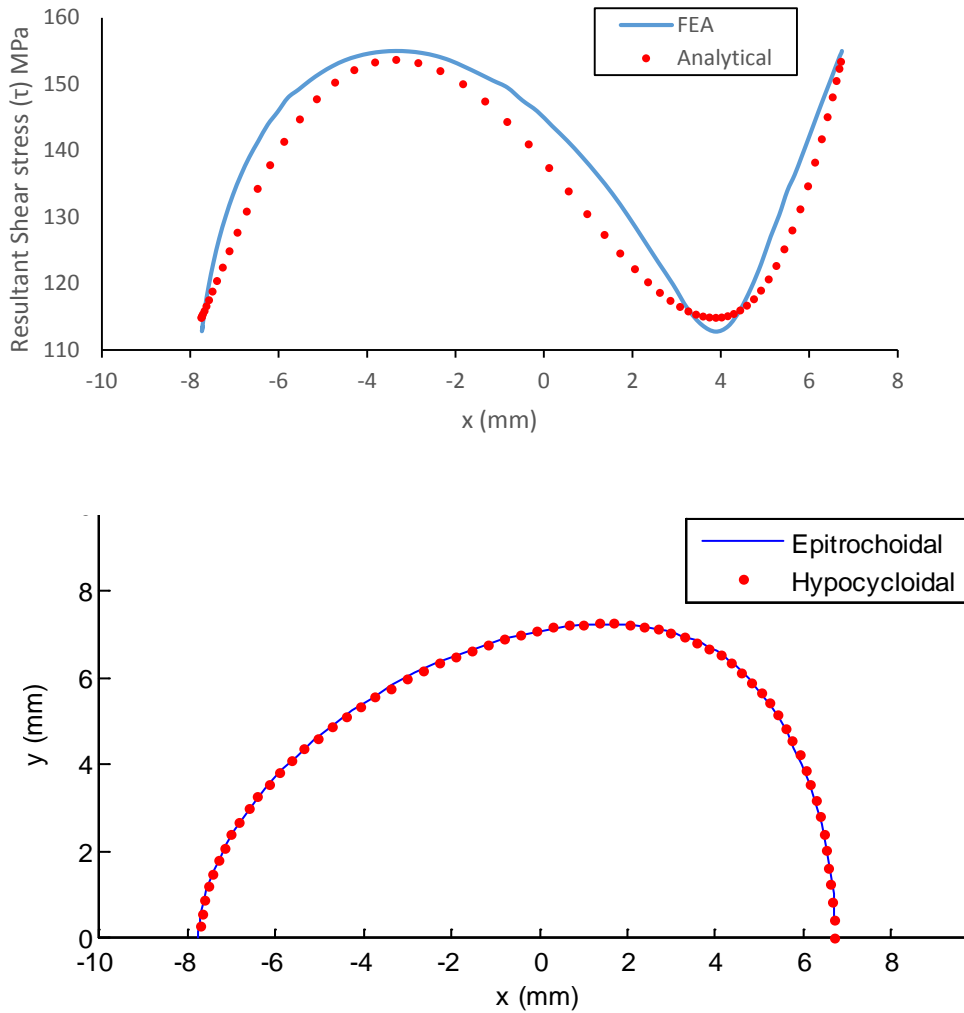 160
150
140
130
120
110
Resultant Shear stress (τ) MPa
FEA
Analytical
-10 -8 -6 -4 -2 0 2 4 6 8
x (mm)
Epitrochoidal
Hypocycloidal
8
6
4
2
0
y (mm)
-10 -8 -6 -4 -2 0 2 4 6 8
x (mm)